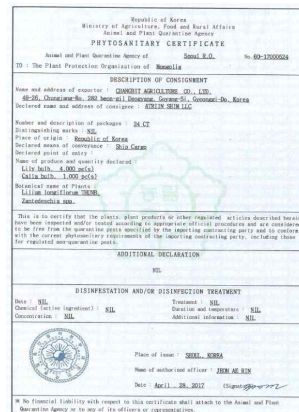 Republic of Korea
Ministry of Agriculture, Food and Rural Affairs
Animal and Plant Quarantine Agency
PHYTOSANITARY CERTIFICATE
Animal and Plant Quarantine Agency of Seoul R.O. No. 60-17000524
TO : The Plant Protection Organization of Mongolia
DESCRIPTION OF CONSIGNMENT
Name and address of exporter : CHANGBIT AGRICULTURE CO., LTD.
Goyang-Si, Gyeonggi-Do, Korea
Declared name and address of consignee : SHIN LLC
Number and description of packages : 24 CT
Distinguishing marks : NIL
Place of origin : Republic of Korea
Declared means of conveyance : Ship Cargo
Declared point of entry :
Name of produce and quantity declared :
Lily bulb, 4,000 pc(s)
Calla bulb, 1,000 pc(s)
Botanical name of Plants :
Lilium longiflorum THUNB.
Zantedeschia spp.
This is to certify that the plants, plant products or other regulated articles described herein
have been inspected and/or tested according to appropriate official procedures and are considered
to be free from the quarantine pests specified by the importing contracting party and to conform
with the current phytosanitary requirements of the importing contracting party, including those
for regulated non-quarantine pests.
ADDITIONAL DECLARATION
NIL
DISINFESTATION AND/OR DISINFECTION TREATMENT
Date : NIL Treatment : NIL
Chemical (active ingredient) : NIL Duration and temperature : NIL
Concentration : NIL Additional information : NIL
Place of issue : SEOUL, KOREA
Name of authorized officer : JEON AE RIN
Date : April . 28. 2017 (Signature)
※ No financial liability with respect to this certificate shall attach to the Animal and Plant
Quarantine Agency or to any of its officers or representatives.